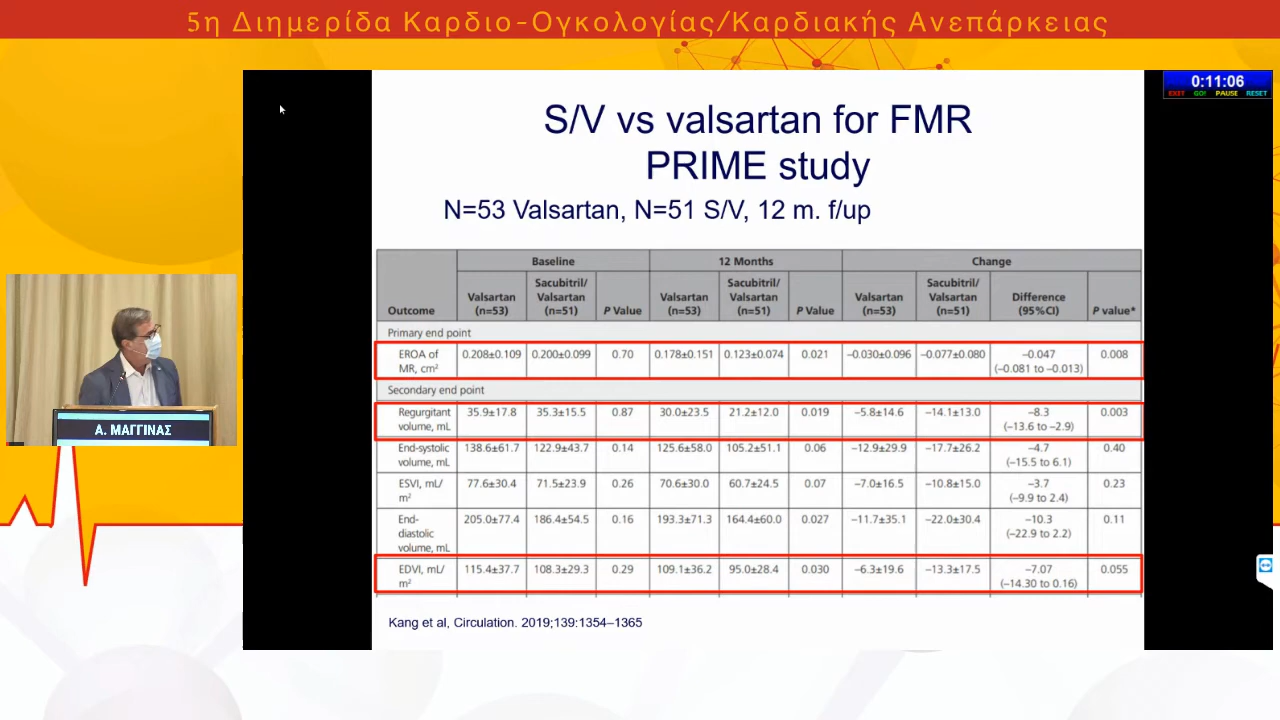 5η Διημερίδα Καρδιο-Ογκολογίας/Καρδιακής Ανεπάρκειας
0:11:06
EXIT GO! PAUSE RESET
S/V vs valsartan for FMR
PRIME study
N=53 Valsartan, N=51 S/V, 12 m. f/up
Baseline 12 Months Change
Outcome Valsartan (n=53) Sacubitril/Valsartan (n=51) P Value Valsartan (n=53) Sacubitril/Valsartan (n=51) P Value Valsartan (n=53) Sacubitril/Valsartan (n=51) Difference (95%CI) P value*
Primary end point
EROA of MR, cm² 0.208±0.109 0.200±0.099 0.70 0.178±0.151 0.123±0.074 0.021 −0.030±0.096 −0.077±0.080 −0.047 (−0.081 to −0.013) 0.008
Secondary end point
Regurgitant volume, mL 35.9±17.8 35.3±15.5 0.87 30.0±23.5 21.2±12.0 0.019 −5.8±14.6 −14.1±13.0 −8.3 (−13.6 to −2.9) 0.003
End-systolic volume, mL 138.6±61.7 122.9±43.7 0.14 125.6±58.0 105.2±51.1 0.06 −12.9±29.9 −17.7±26.2 −4.7 (−15.5 to 6.1) 0.40
ESVI, mL/m² 77.6±30.4 71.5±23.9 0.26 70.6±30.0 60.7±24.5 0.07 −7.0±16.5 −10.8±15.0 −3.7 (−9.9 to 2.4) 0.23
End-diastolic volume, mL 205.0±77.4 186.4±54.5 0.16 193.3±71.3 164.4±60.0 0.027 −11.7±35.1 −22.0±30.4 −10.3 (−22.9 to 2.2) 0.11
EDVI, mL/m² 115.4±37.7 108.3±29.3 0.29 109.1±36.2 95.0±28.4 0.030 −6.3±19.6 −13.3±17.5 −7.07 (−14.30 to 0.16) 0.055
Kang et al, Circulation. 2019;139:1354–1365
Α. ΜΑΓΓΙΝΑΣ